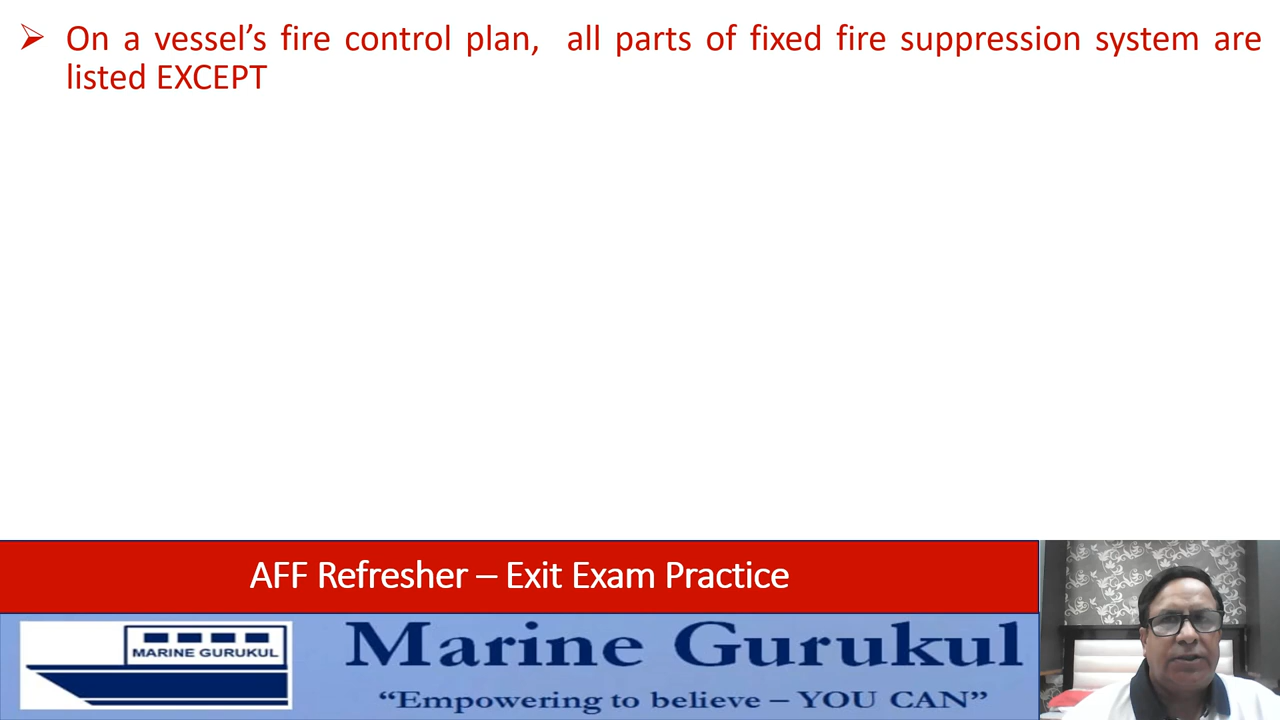 ➢ On a vessel’s fire control plan, all parts of fixed fire suppression system are
listed EXCEPT
AFF Refresher – Exit Exam Practice
MARINE GURUKUL
Marine Gurukul
“Empowering to believe – YOU CAN”